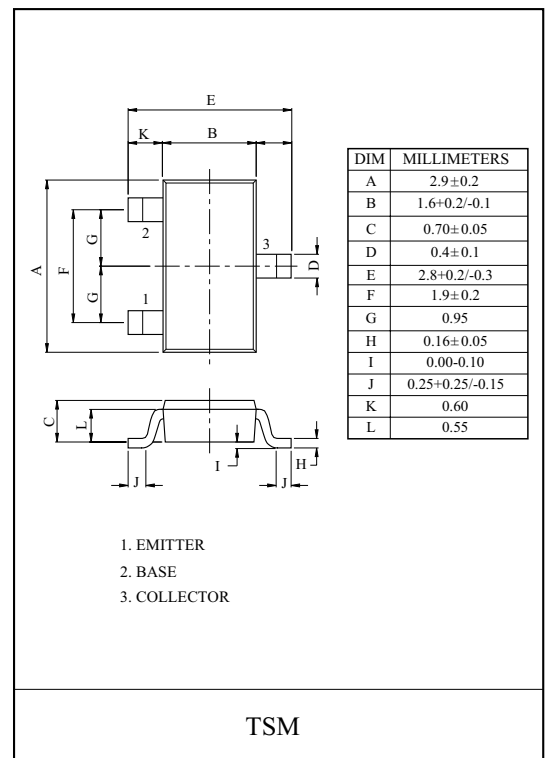 E
K B
2
3
G
A F D
G
1
DIM MILLIMETERS
A 2.9±0.2
B 1.6+0.2/-0.1
C 0.70±0.05
D 0.4±0.1
E 2.8+0.2/-0.3
F 1.9±0.2
G 0.95
H 0.16±0.05
I 0.00-0.10
J 0.25+0.25/-0.15
K 0.60
L 0.55
C L
I H
J J
1. EMITTER
2. BASE
3. COLLECTOR
TSM